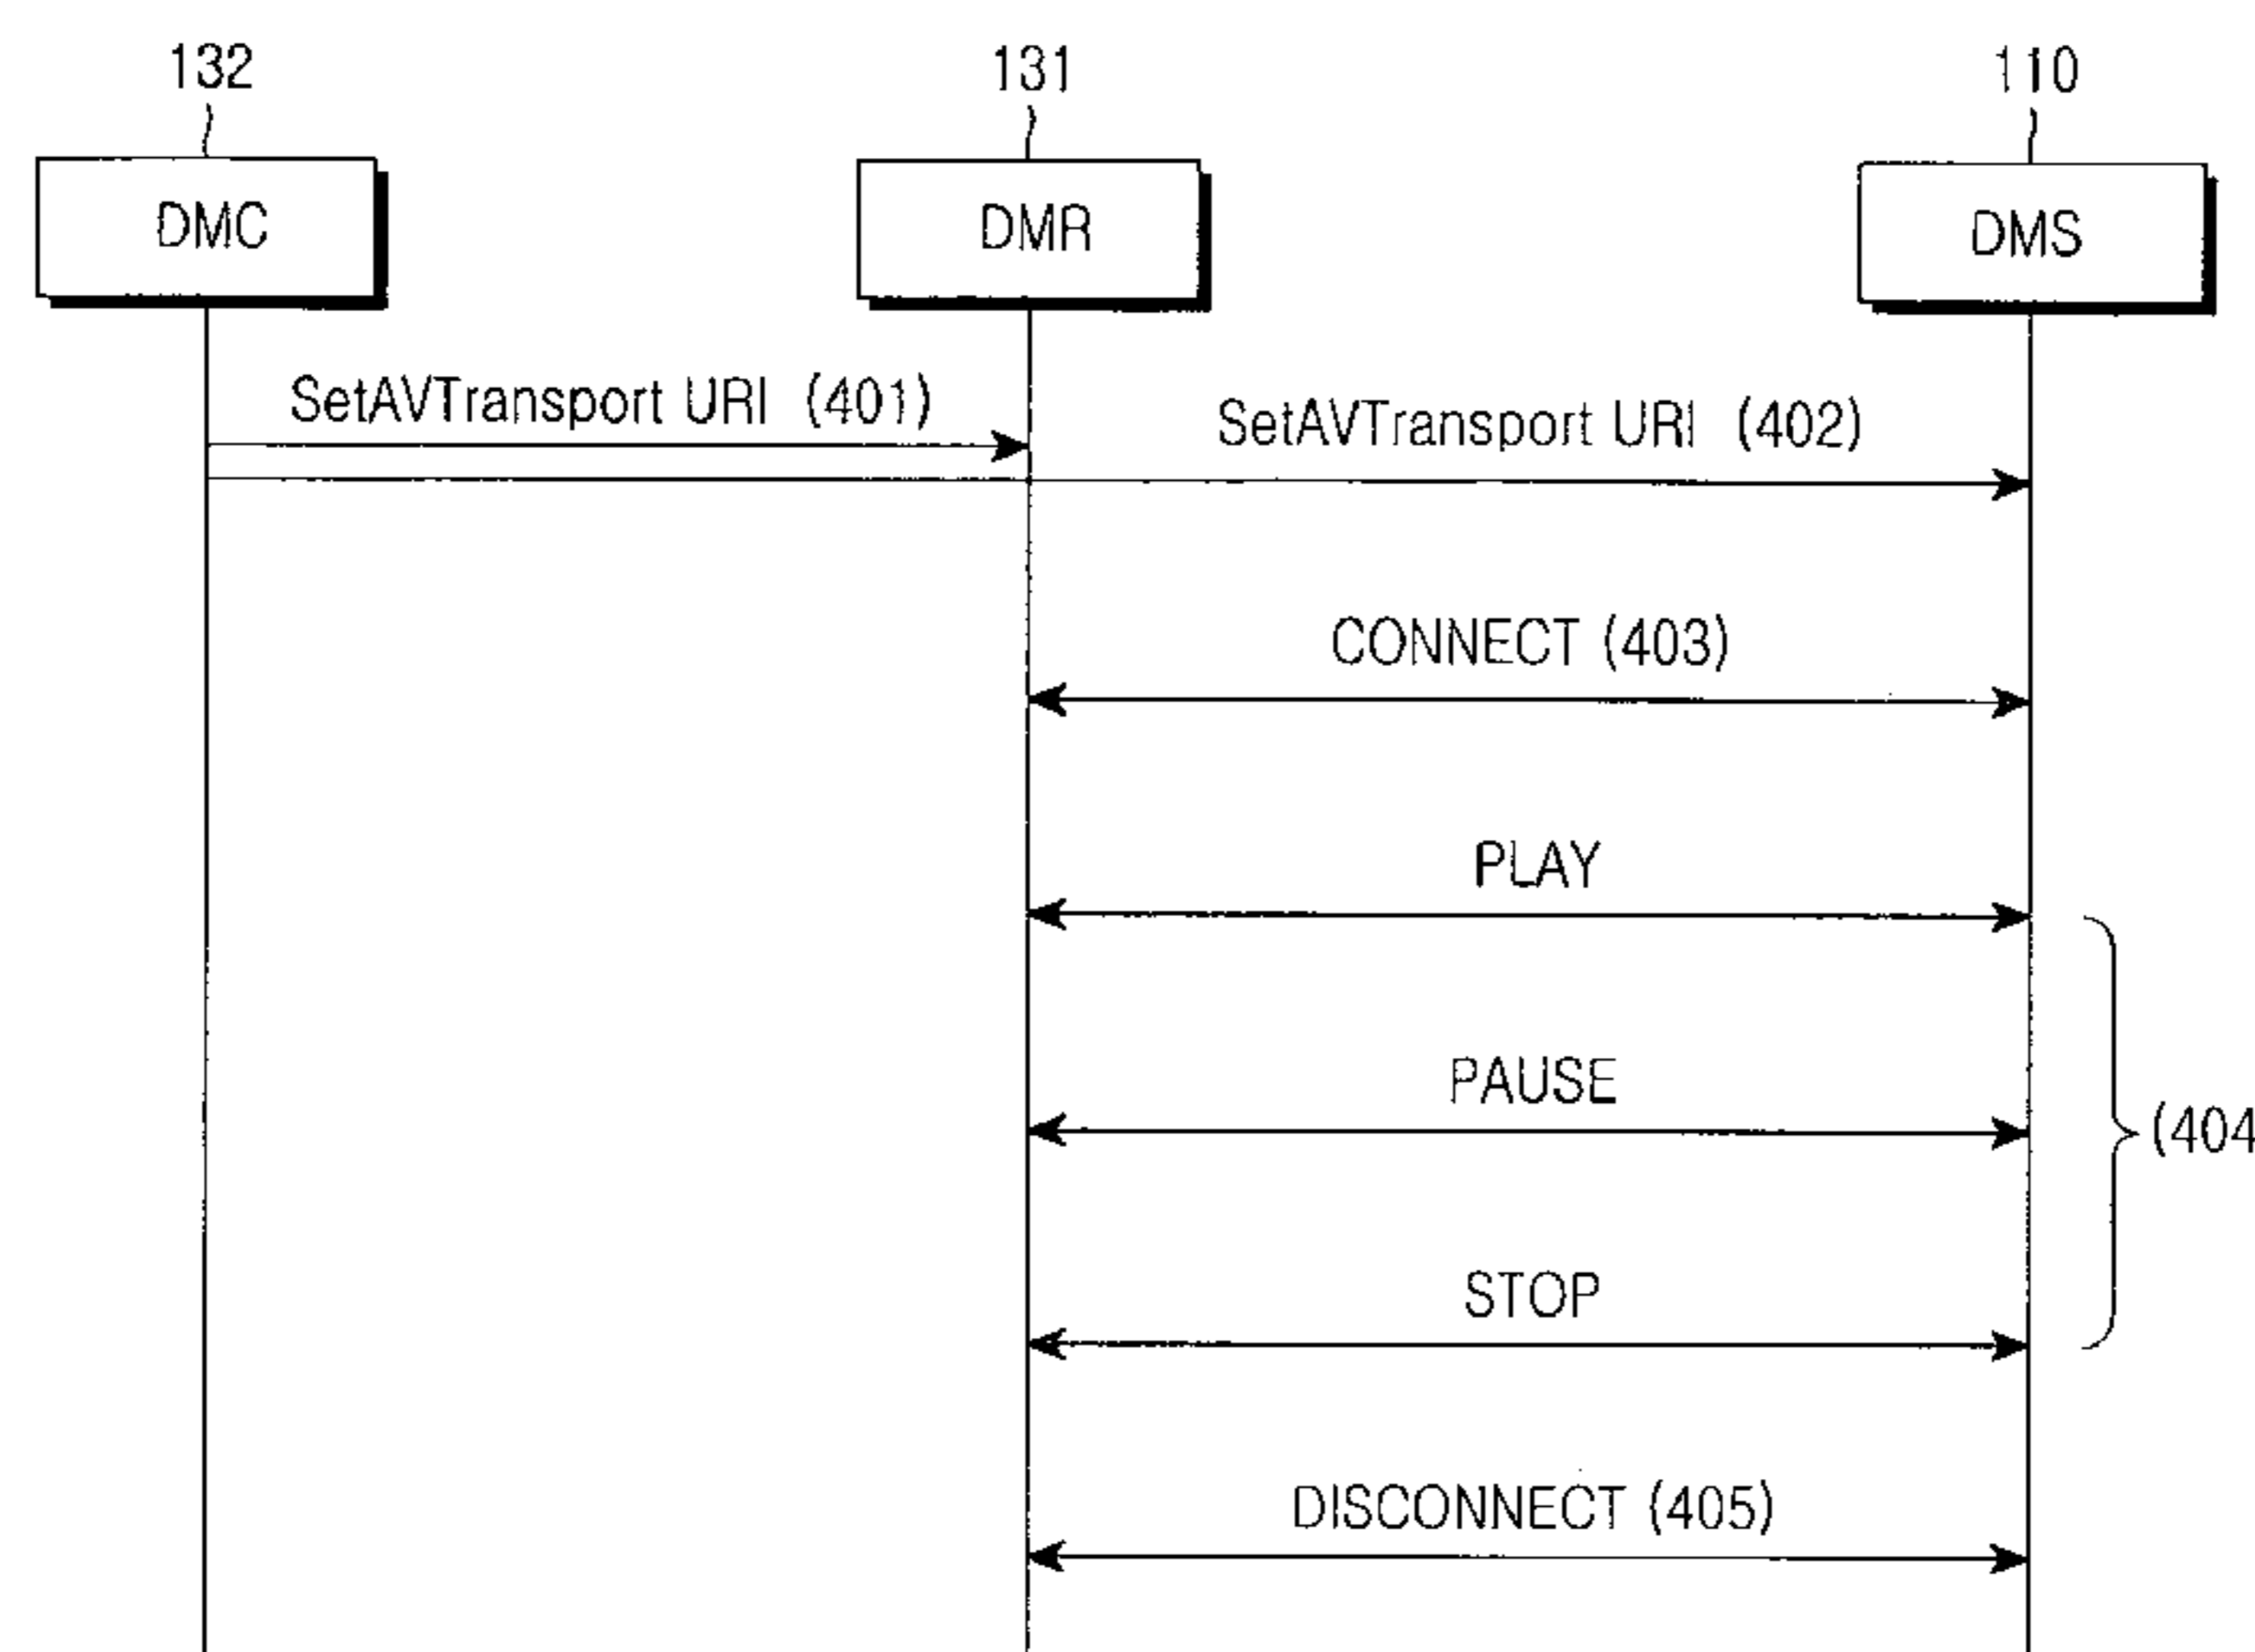 132
131
110
DMC
DMR
DMS
SetAVTransport URI (401)
SetAVTransport URI (402)
CONNECT (403)
PLAY
PAUSE
(404
STOP
DISCONNECT (405)